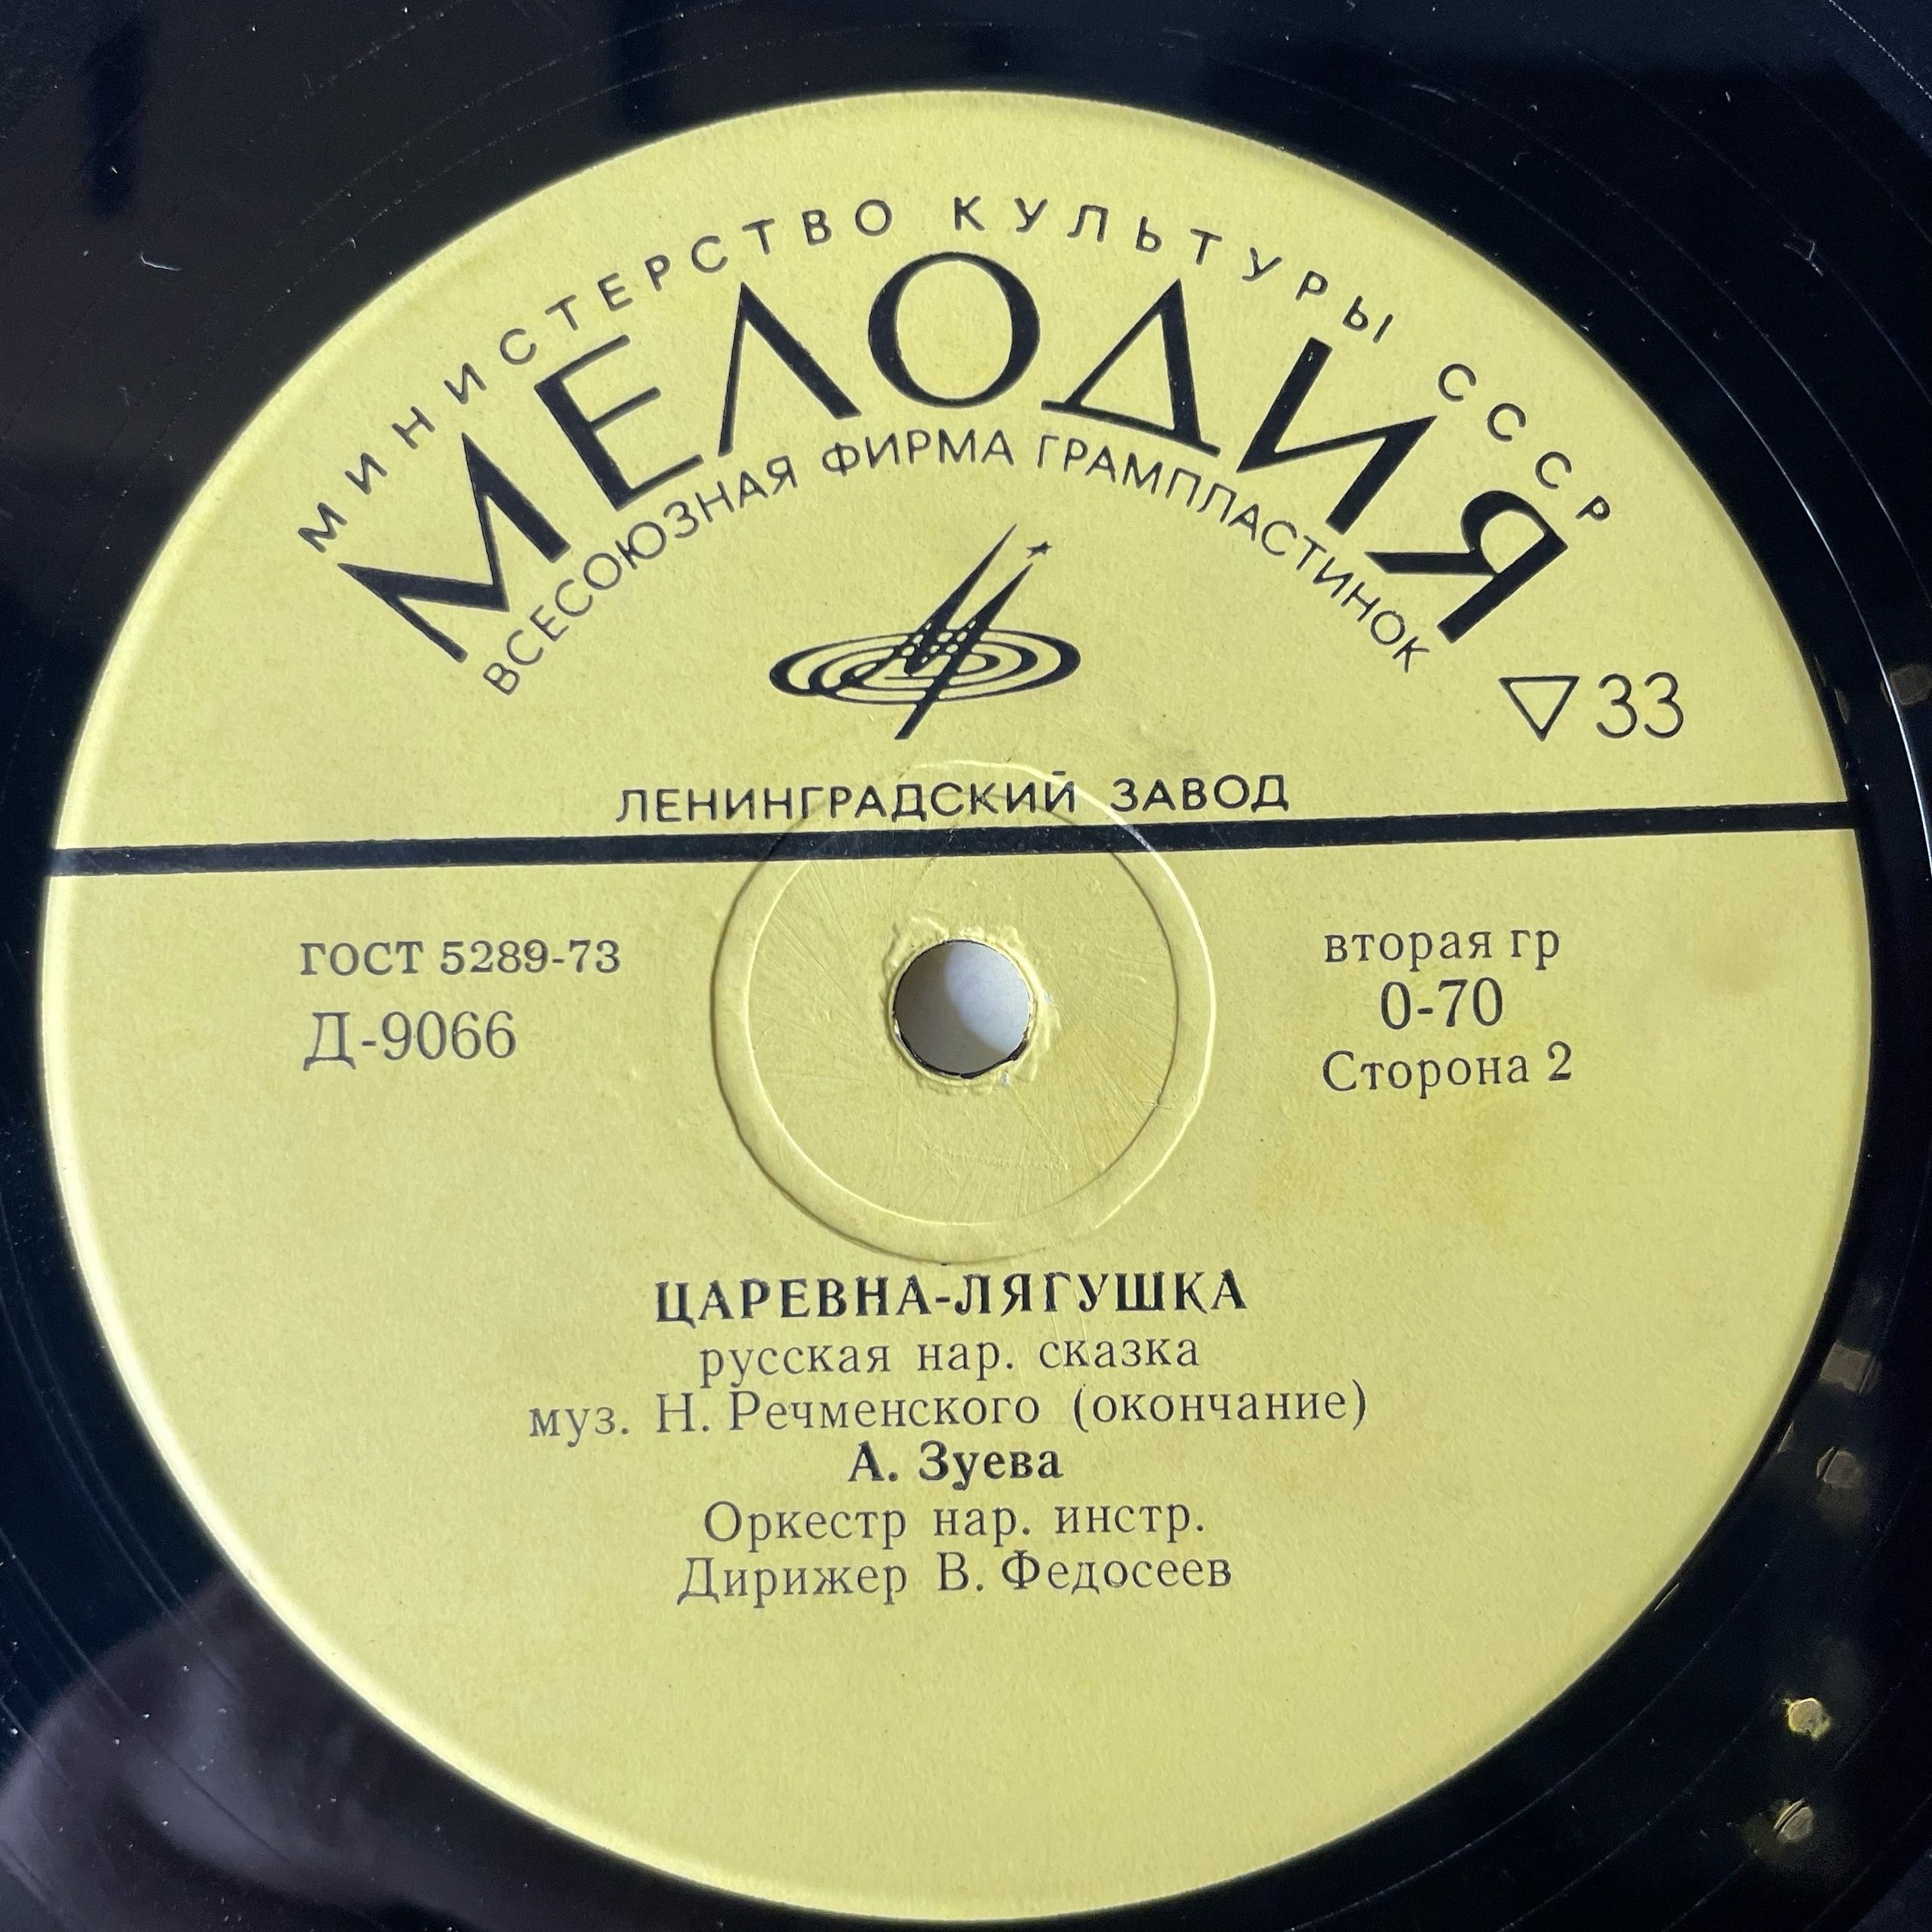 МИНИСТЕРСТВО КУЛЬТУРЫ СССР
МЕЛОДИЯ
ВСЕСОЮЗНАЯ ФИРМА ГРАМПЛАСТИНОК
▽33
ЛЕНИНГРАДСКИЙ ЗАВОД
ГОСТ 5289-73
Д-9066
вторая гр
0-70
Сторона 2
ЦАРЕВНА-ЛЯГУШКА
русская нар. сказка
муз. Н. Речменского (окончание)
А. Зуева
Оркестр нар. инстр.
Дирижер В. Федосеев